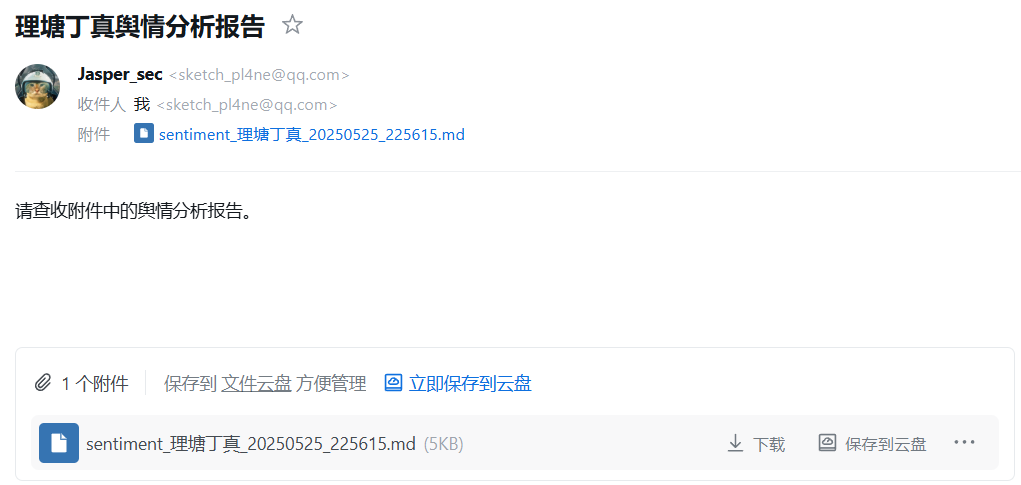 理塘丁真舆情分析报告
Jasper_sec <sketch_pl4ne@qq.com>
收件人 我 <sketch_pl4ne@qq.com>
附件 sentiment_理塘丁真_20250525_225615.md
请查收附件中的舆情分析报告。
1 个附件 保存到 文件云盘 方便管理 立即保存到云盘
sentiment_理塘丁真_20250525_225615.md (5KB) 下载 保存到云盘 ···